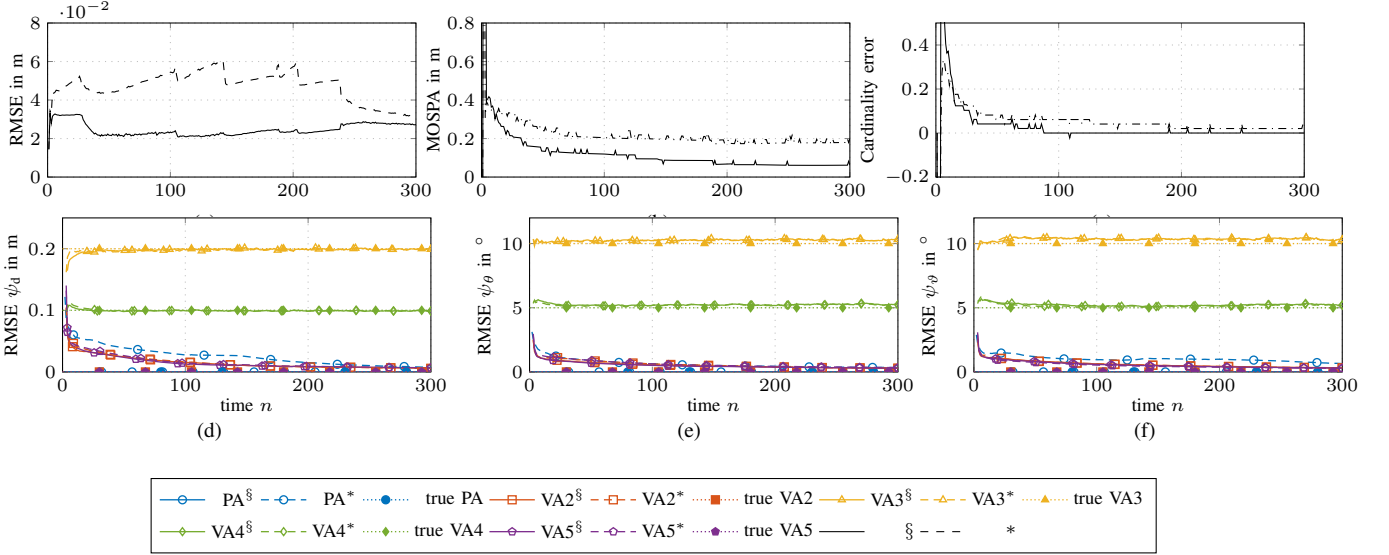 ·10⁻²
RMSE in m
8
6
4
2
0
0 100 200 300
MOSPA in m
0.8
0.6
0.4
0.2
0
0 100 200 300
Cardinality error
0.4
0.2
0
−0.2
0 100 200 300
RMSE ψd in m
0.2
0.1
0
0 100 200 300
time n
(d)
RMSE ψθ in °
10
5
0
0 100 200 300
time n
(e)
RMSE ψϑ in °
10
5
0
0 100 200 300
time n
(f)
PA§ PA* true PA VA2§ VA2* true VA2 VA3§ VA3* true VA3
VA4§ VA4* true VA4 VA5§ VA5* true VA5 § *